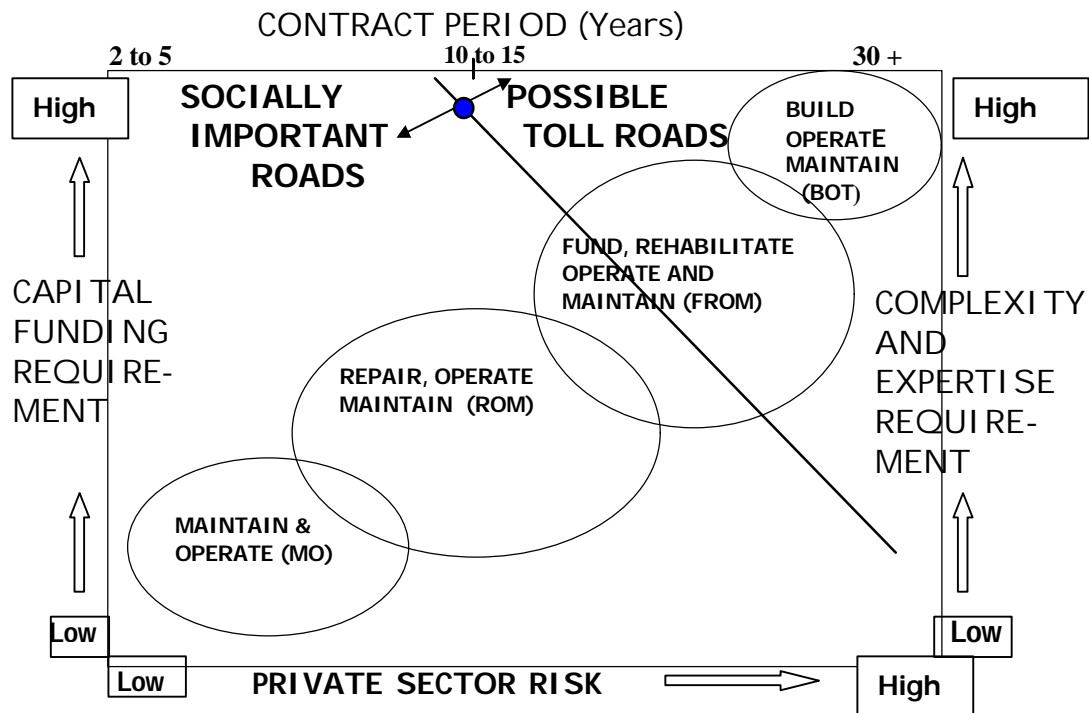 CONTRACT PERIOD (Years)
2 to 5
10 to 15
30 +
High
SOCIALLY
IMPORTANT
ROADS
POSSIBLE
TOLL ROADS
BUILD
OPERATE
MAINTAIN
(BOT)
High
FUND, REHABILITATE
OPERATE AND
MAINTAIN (FROM)
CAPITAL
FUNDING
REQUIRE-
MENT
COMPLEXITY
AND
EXPERTISE
REQUIRE-
MENT
REPAIR, OPERATE
MAINTAIN (ROM)
MAINTAIN &
OPERATE (MO)
Low
Low
Low
PRIVATE SECTOR RISK
High